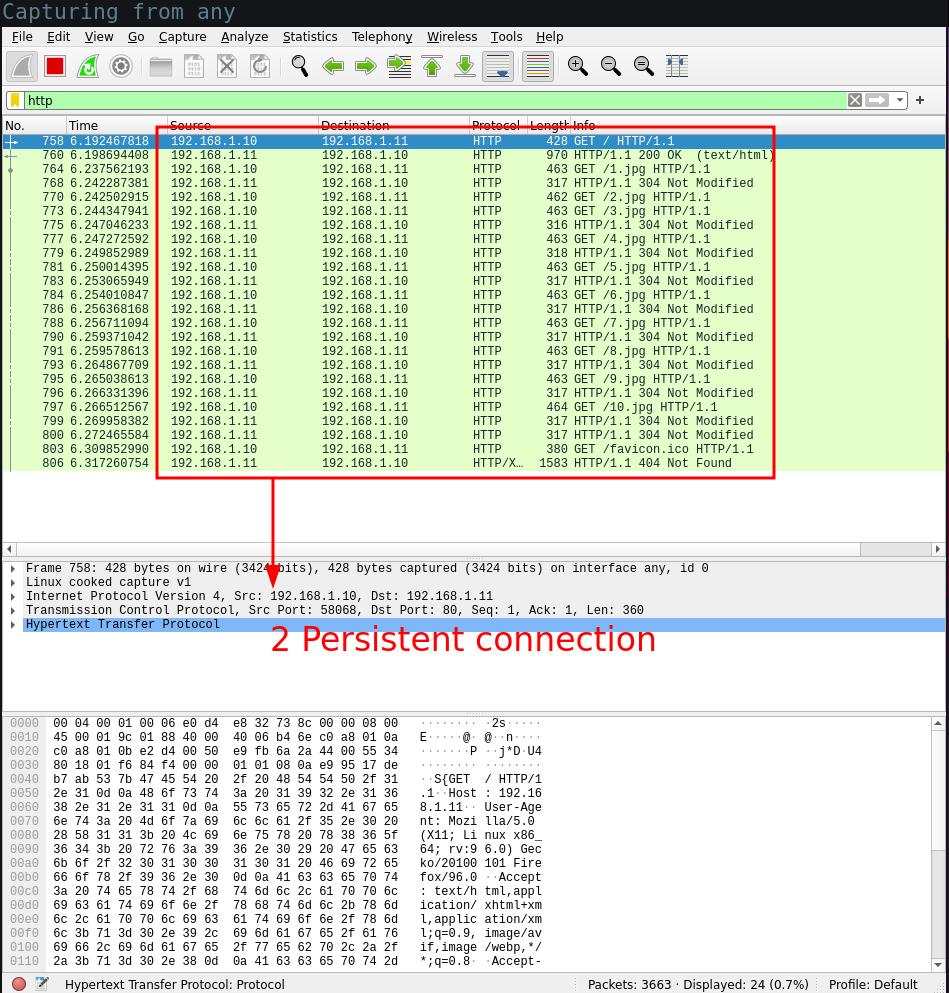 Capturing from any
File Edit View Go Capture Analyze Statistics Telephony Wireless Tools Help
http
No. Time Source Destination Protocol Length Info
758 6.192467818 192.168.1.10 192.168.1.11 HTTP 428 GET / HTTP/1.1
760 6.198694408 192.168.1.11 192.168.1.10 HTTP 970 HTTP/1.1 200 OK (text/html)
764 6.237562193 192.168.1.10 192.168.1.11 HTTP 463 GET /1.jpg HTTP/1.1
768 6.242287381 192.168.1.11 192.168.1.10 HTTP 317 HTTP/1.1 304 Not Modified
770 6.242502915 192.168.1.10 192.168.1.11 HTTP 462 GET /2.jpg HTTP/1.1
773 6.244347941 192.168.1.10 192.168.1.11 HTTP 463 GET /3.jpg HTTP/1.1
775 6.247046233 192.168.1.11 192.168.1.10 HTTP 316 HTTP/1.1 304 Not Modified
777 6.247272592 192.168.1.10 192.168.1.11 HTTP 463 GET /4.jpg HTTP/1.1
779 6.249852989 192.168.1.11 192.168.1.10 HTTP 318 HTTP/1.1 304 Not Modified
781 6.250014395 192.168.1.10 192.168.1.11 HTTP 463 GET /5.jpg HTTP/1.1
783 6.253065949 192.168.1.11 192.168.1.10 HTTP 317 HTTP/1.1 304 Not Modified
784 6.254010847 192.168.1.10 192.168.1.11 HTTP 463 GET /6.jpg HTTP/1.1
786 6.256368168 192.168.1.11 192.168.1.10 HTTP 317 HTTP/1.1 304 Not Modified
788 6.256711094 192.168.1.10 192.168.1.11 HTTP 463 GET /7.jpg HTTP/1.1
790 6.259371042 192.168.1.11 192.168.1.10 HTTP 317 HTTP/1.1 304 Not Modified
791 6.259578613 192.168.1.10 192.168.1.11 HTTP 463 GET /8.jpg HTTP/1.1
793 6.264867709 192.168.1.11 192.168.1.10 HTTP 317 HTTP/1.1 304 Not Modified
795 6.265038613 192.168.1.10 192.168.1.11 HTTP 463 GET /9.jpg HTTP/1.1
796 6.266331396 192.168.1.11 192.168.1.10 HTTP 317 HTTP/1.1 304 Not Modified
797 6.266512567 192.168.1.10 192.168.1.11 HTTP 464 GET /10.jpg HTTP/1.1
799 6.269958382 192.168.1.11 192.168.1.10 HTTP 317 HTTP/1.1 304 Not Modified
800 6.272465584 192.168.1.11 192.168.1.10 HTTP 317 HTTP/1.1 304 Not Modified
803 6.309852990 192.168.1.10 192.168.1.11 HTTP 380 GET /favicon.ico HTTP/1.1
806 6.317260754 192.168.1.11 192.168.1.10 HTTP/X… 1583 HTTP/1.1 404 Not Found
Frame 758: 428 bytes on wire (3424 bits), 428 bytes captured (3424 bits) on interface any, id 0
Linux cooked capture v1
Internet Protocol Version 4, Src: 192.168.1.10, Dst: 192.168.1.11
Transmission Control Protocol, Src Port: 58068, Dst Port: 80, Seq: 1, Ack: 1, Len: 360
Hypertext Transfer Protocol
2 Persistent connection
0000 00 04 00 01 00 06 e0 d4 e8 32 73 8c 00 00 08 00 ········ ·2s·····
0010 45 00 01 9c 01 88 40 00 40 06 b4 6e c0 a8 01 0a E·····@· @··n····
0020 c0 a8 01 0b e2 d4 00 50 e9 fb 6a 2a 44 00 55 34 ·······P ··j*D·U4
0030 80 18 01 f6 84 f4 00 00 01 01 08 0a e9 95 17 de ········ ········
0040 b7 ab 53 7b 47 45 54 20 2f 20 48 54 54 50 2f 31 ··S{GET / HTTP/1
0050 2e 31 0d 0a 48 6f 73 74 3a 20 31 39 32 2e 31 36 .1··Host : 192.16
0060 38 2e 31 2e 31 31 0d 0a 55 73 65 72 2d 41 67 65 8.1.11·· User-Age
0070 6e 74 3a 20 4d 6f 7a 69 6c 6c 61 2f 35 2e 30 20 nt: Mozi lla/5.0
0080 28 58 31 31 3b 20 4c 69 6e 75 78 20 78 38 36 5f (X11; Li nux x86_
0090 36 34 3b 20 72 76 3a 39 36 2e 30 29 20 47 65 63 64; rv:9 6.0) Gec
00a0 6b 6f 2f 32 30 31 30 30 31 30 31 20 46 69 72 65 ko/20100 101 Fire
00b0 66 6f 78 2f 39 36 2e 30 0d 0a 41 63 63 65 70 74 fox/96.0 ··Accept
00c0 3a 20 74 65 78 74 2f 68 74 6d 6c 2c 61 70 70 6c : text/h tml,appl
00d0 69 63 61 74 69 6f 6e 2f 78 68 74 6d 6c 2b 78 6d ication/ xhtml+xm
00e0 6c 2c 61 70 70 6c 69 63 61 74 69 6f 6e 2f 78 6d l,applic ation/xm
00f0 6c 3b 71 3d 30 2e 39 2c 69 6d 61 67 65 2f 61 76 l;q=0.9, image/av
0100 69 66 2c 69 6d 61 67 65 2f 77 65 62 70 2c 2a 2f if,image /webp,*/
0110 2a 3b 71 3d 30 2e 38 0d 0a 41 63 63 65 70 74 2d *;q=0.8· ·Accept-
Hypertext Transfer Protocol: Protocol Packets: 3663 · Displayed: 24 (0.7%) Profile: Default